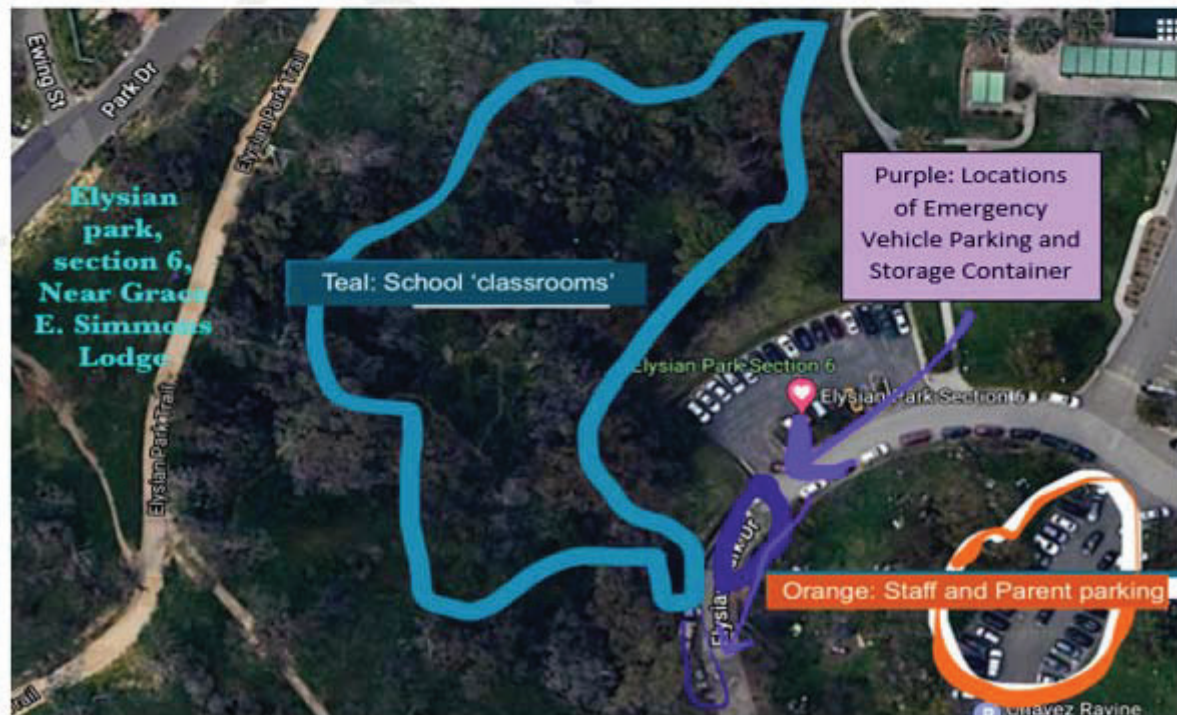 Ewing St
Park Dr
Elysian Park Trail
Elysian
park,
section 6,
Near Grace
E. Simmons
Lodge
Purple: Locations
of Emergency
Vehicle Parking and
Storage Container
Teal: School 'classrooms'
Elysian Park Section 6
Elysian Park Section 6
Elysian Park Trail
Orange: Staff and Parent parking
Chavez Ravine